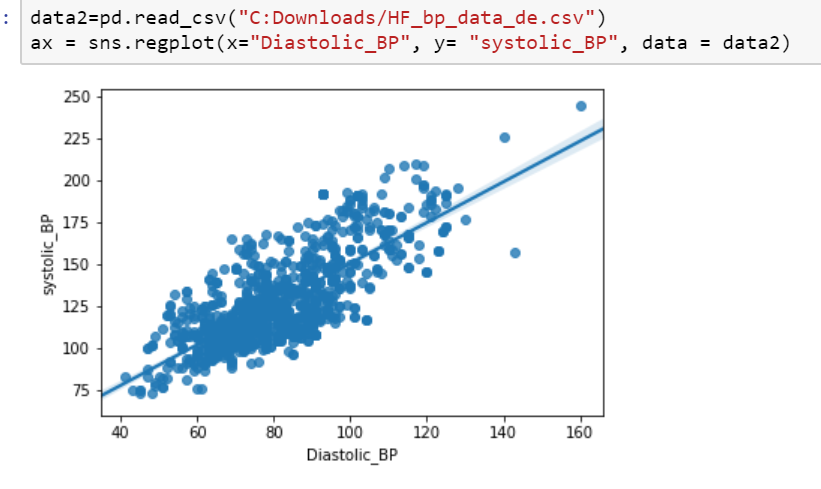 : data2=pd.read_csv("C:Downloads/HF_bp_data_de.csv")
ax = sns.regplot(x="Diastolic_BP", y= "systolic_BP", data = data2)
250
225
200
175
150
125
100
75
systolic_BP
40 60 80 100 120 140 160
Diastolic_BP